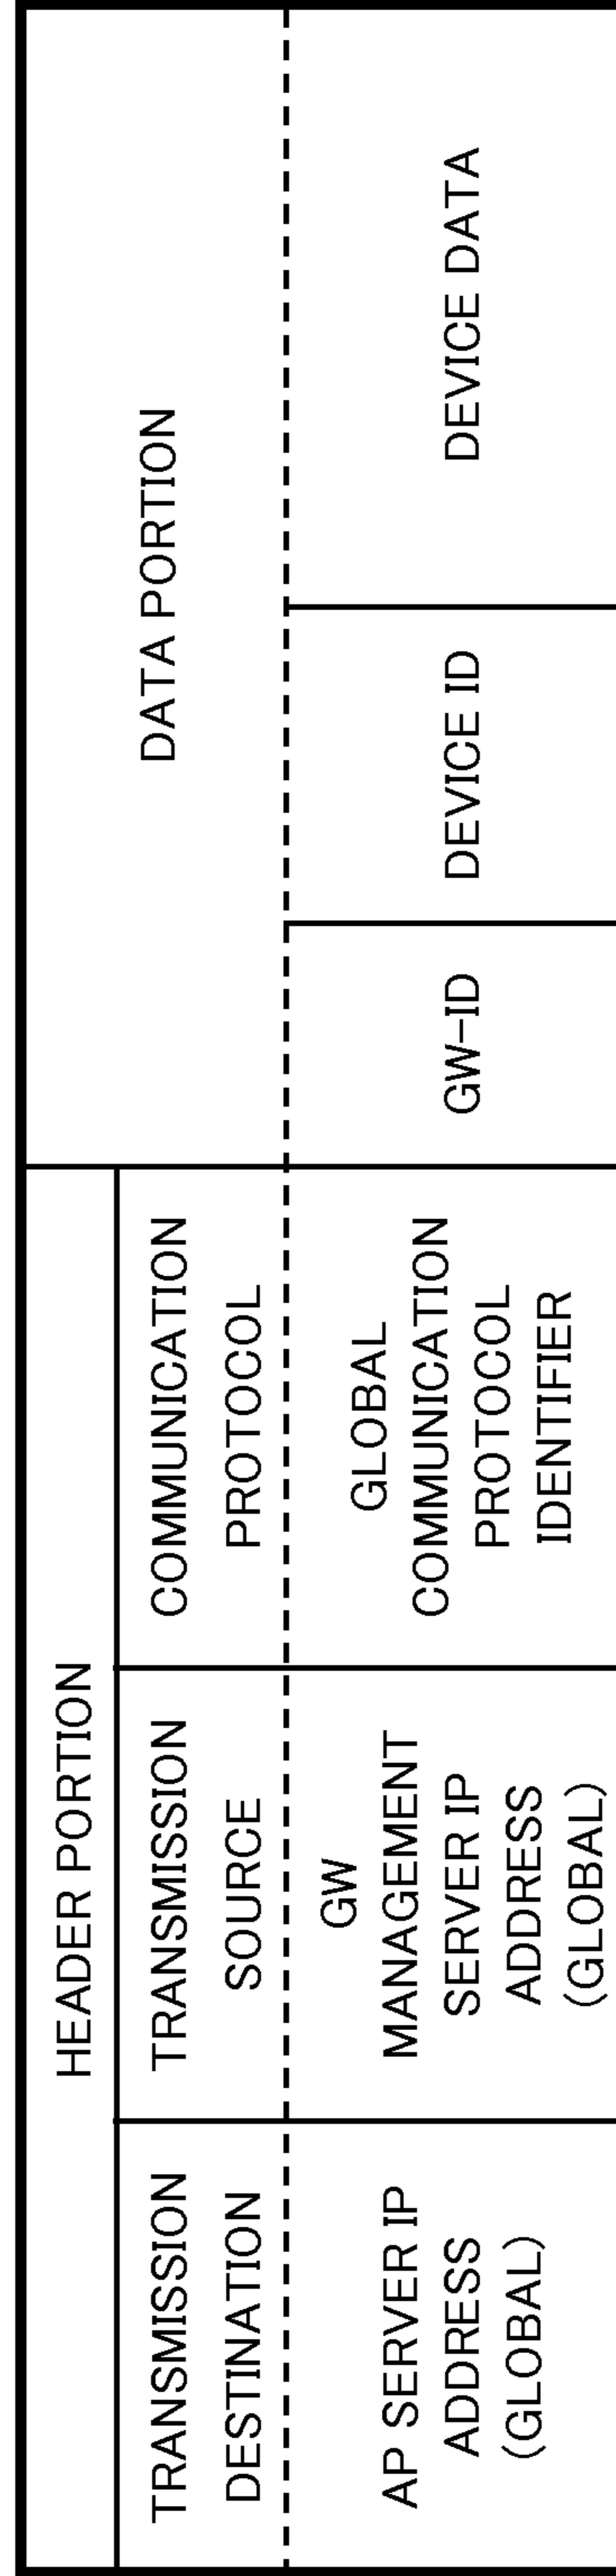 HEADER PORTION
DATA PORTION
TRANSMISSION
DESTINATION
TRANSMISSION
SOURCE
COMMUNICATION
PROTOCOL
AP SERVER IP
ADDRESS
(GLOBAL)
GW
MANAGEMENT
SERVER IP
ADDRESS
(GLOBAL)
GLOBAL
COMMUNICATION
PROTOCOL
IDENTIFIER
GW-ID
DEVICE ID
DEVICE DATA